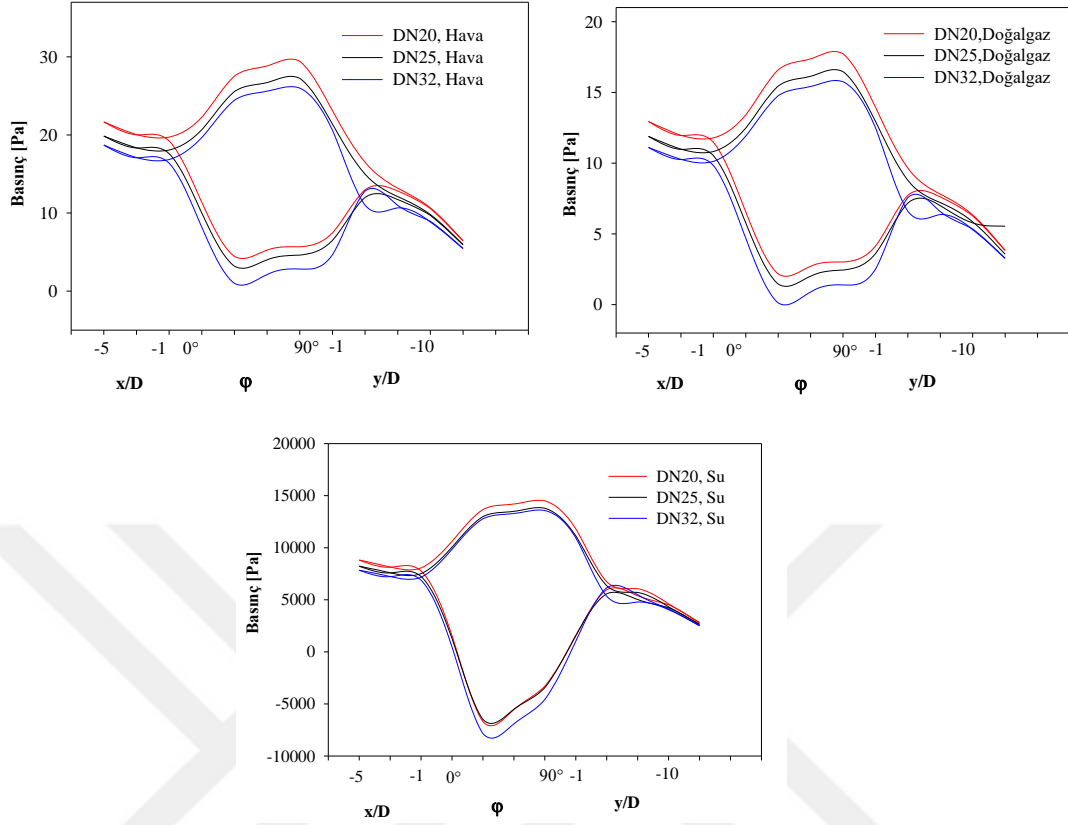 30
20
10
0
Basınç [Pa]
DN20, Hava
DN25, Hava
DN32, Hava
-5 -1 0° 90° -1 -10
x/D φ y/D
20
15
10
5
0
Basınç [Pa]
DN20,Doğalgaz
DN25,Doğalgaz
DN32,Doğalgaz
-5 -1 0° 90° -1 -10
x/D φ y/D
20000
15000
10000
5000
0
-5000
-10000
Basınç [Pa]
DN20, Su
DN25, Su
DN32, Su
-5 -1 0° 90° -1 -10
x/D φ y/D